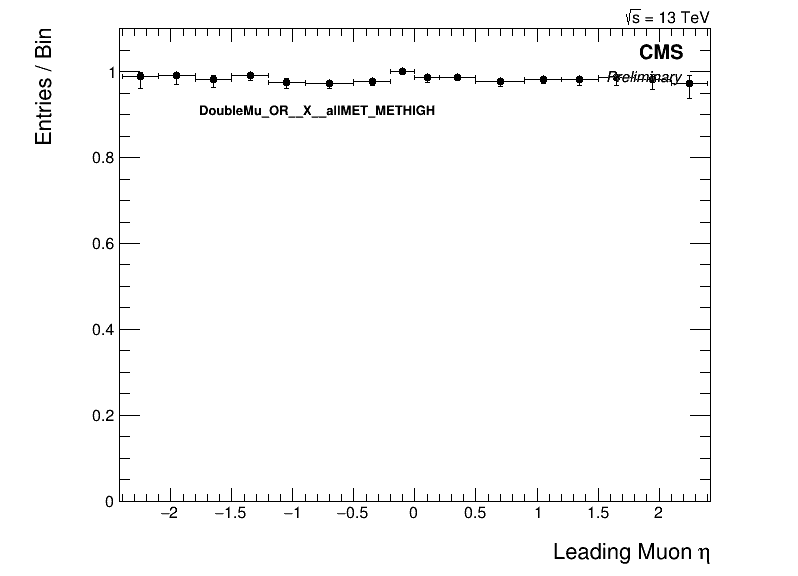 √s = 13 TeV
CMS
Preliminary
Entries / Bin
DoubleMu_OR__X__allMET_METHIGH
1
0.8
0.6
0.4
0.2
0
−2 −1.5 −1 −0.5 0 0.5 1 1.5 2
Leading Muon η